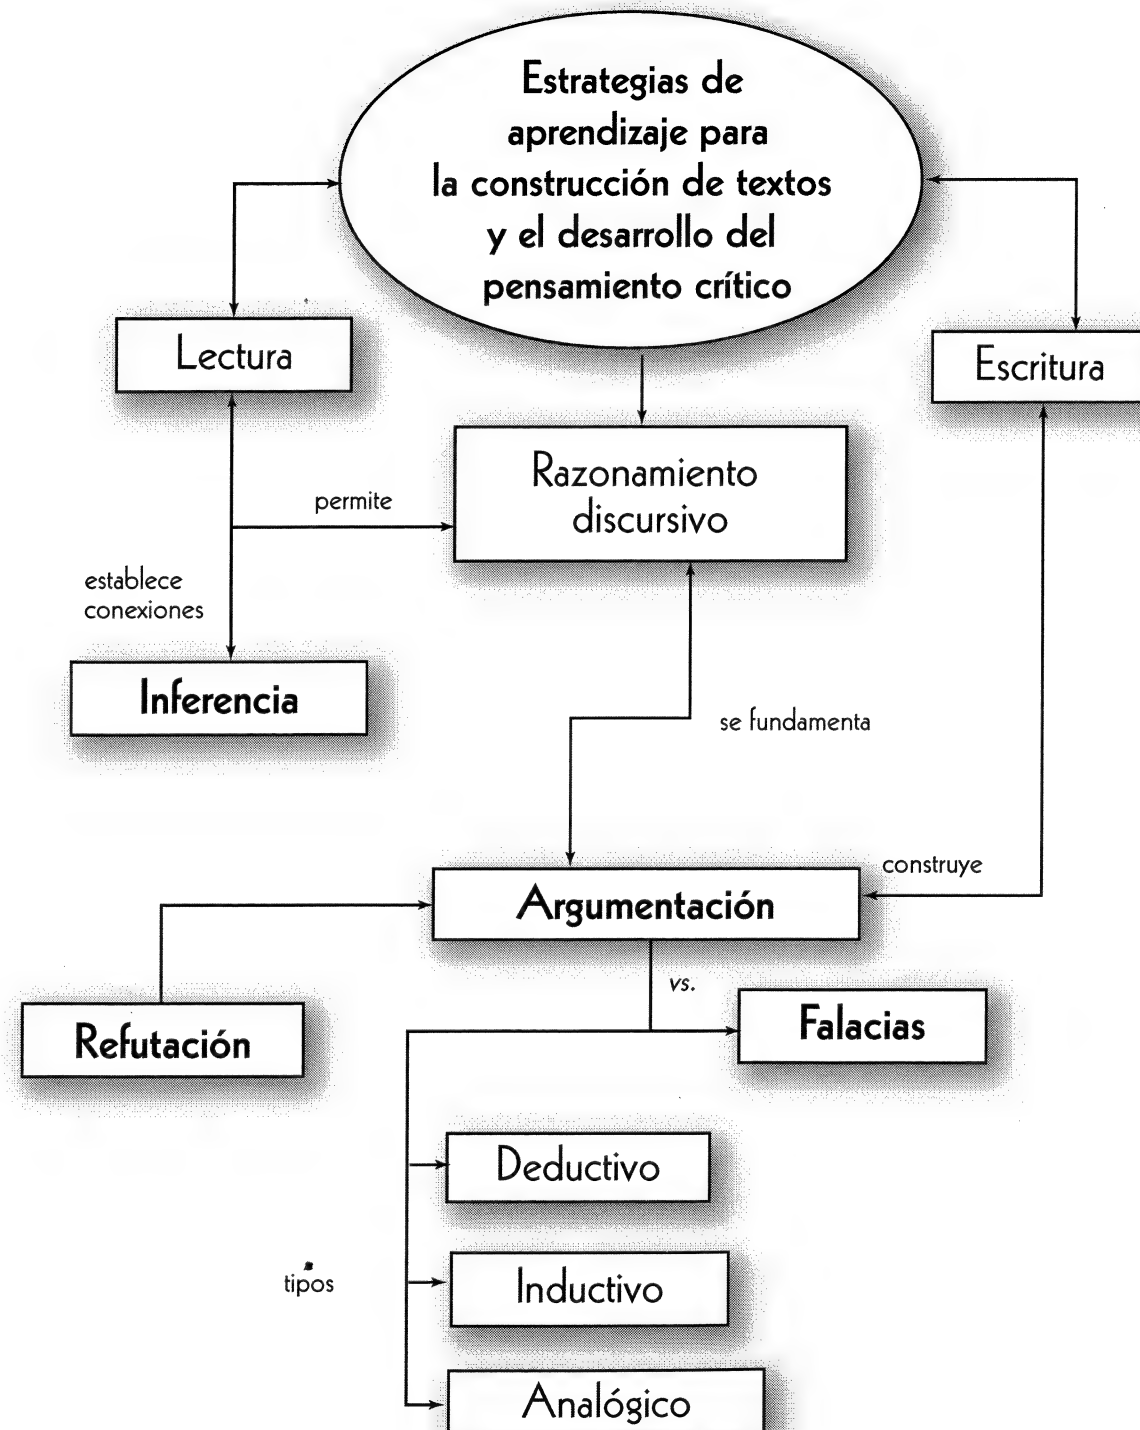 Estrategias de
aprendizaje para
la construcción de textos
y el desarrollo del
pensamiento crítico
Lectura
Escritura
Razonamiento
discursivo
permite
establece
conexiones
Inferencia
se fundamenta
construye
Argumentación
vs.
Refutación
Falacias
Deductivo
tipos
Inductivo
Analógico